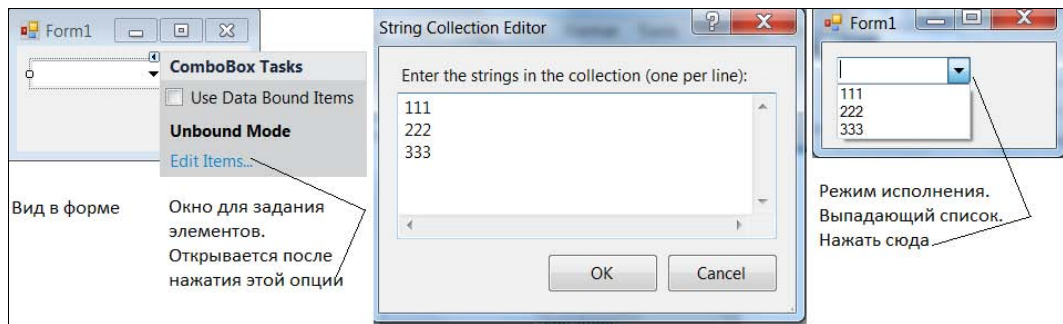 Form1
ComboBox Tasks
Use Data Bound Items
Unbound Mode
Edit Items...
Вид в форме
Окно для задания
элементов.
Открывается после
нажатия этой опции
String Collection Editor
Enter the strings in the collection (one per line):
111
222
333
OK
Cancel
Form1
111
222
333
Режим исполнения.
Выпадающий список.
Нажать сюда